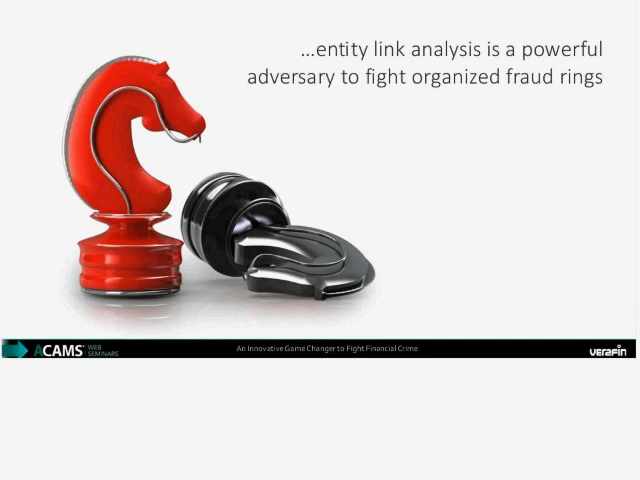 ...entity link analysis is a powerful
adversary to fight organized fraud rings
ACAMS® WEB SEMINARS
An Innovative Game Changer to Fight Financial Crime
verafin